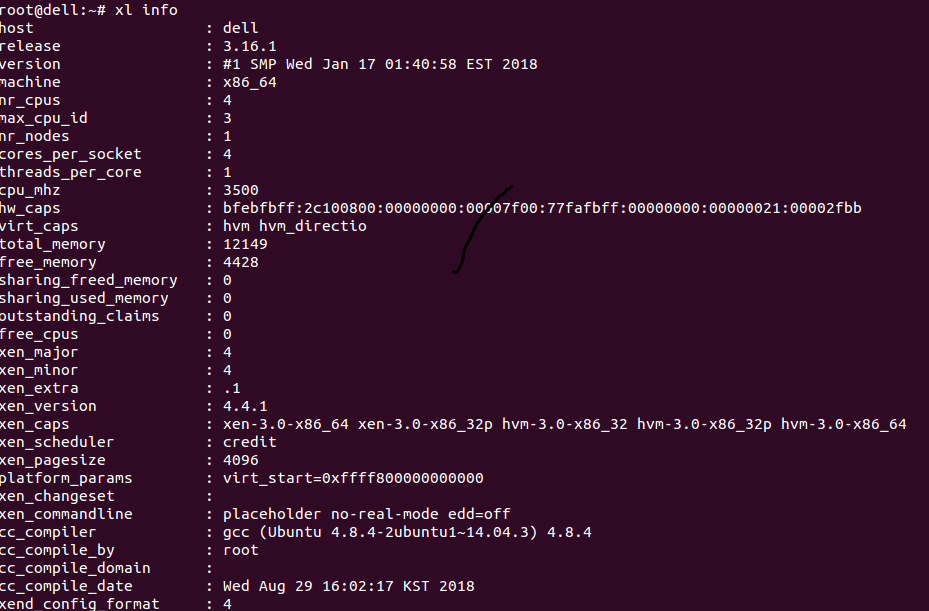 root@dell:~# xl info
host : dell
release : 3.16.1
version : #1 SMP Wed Jan 17 01:40:58 EST 2018
machine : x86_64
nr_cpus : 4
max_cpu_id : 3
nr_nodes : 1
cores_per_socket : 4
threads_per_core : 1
cpu_mhz : 3500
hw_caps : bfebfbff:2c100800:00000000:00007f00:77fafbff:00000000:00000021:00002fbb
virt_caps : hvm hvm_directio
total_memory : 12149
free_memory : 4428
sharing_freed_memory : 0
sharing_used_memory : 0
outstanding_claims : 0
free_cpus : 0
xen_major : 4
xen_minor : 4
xen_extra : .1
xen_version : 4.4.1
xen_caps : xen-3.0-x86_64 xen-3.0-x86_32p hvm-3.0-x86_32 hvm-3.0-x86_32p hvm-3.0-x86_64
xen_scheduler : credit
xen_pagesize : 4096
platform_params : virt_start=0xffff800000000000
xen_changeset :
xen_commandline : placeholder no-real-mode edd=off
cc_compiler : gcc (Ubuntu 4.8.4-2ubuntu1~14.04.3) 4.8.4
cc_compile_by : root
cc_compile_domain :
cc_compile_date : Wed Aug 29 16:02:17 KST 2018
xend_config_format : 4